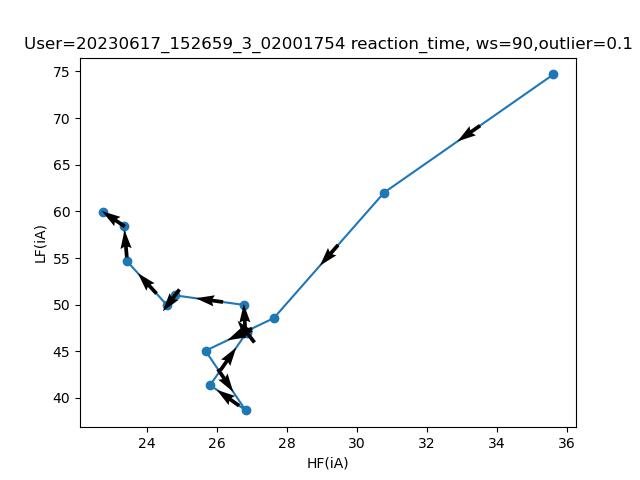 User=20230617_152659_3_02001754 reaction_time, ws=90,outlier=0.1
75
70
65
60
55
50
45
40
LF(iA)
24 26 28 30 32 34 36
HF(iA)